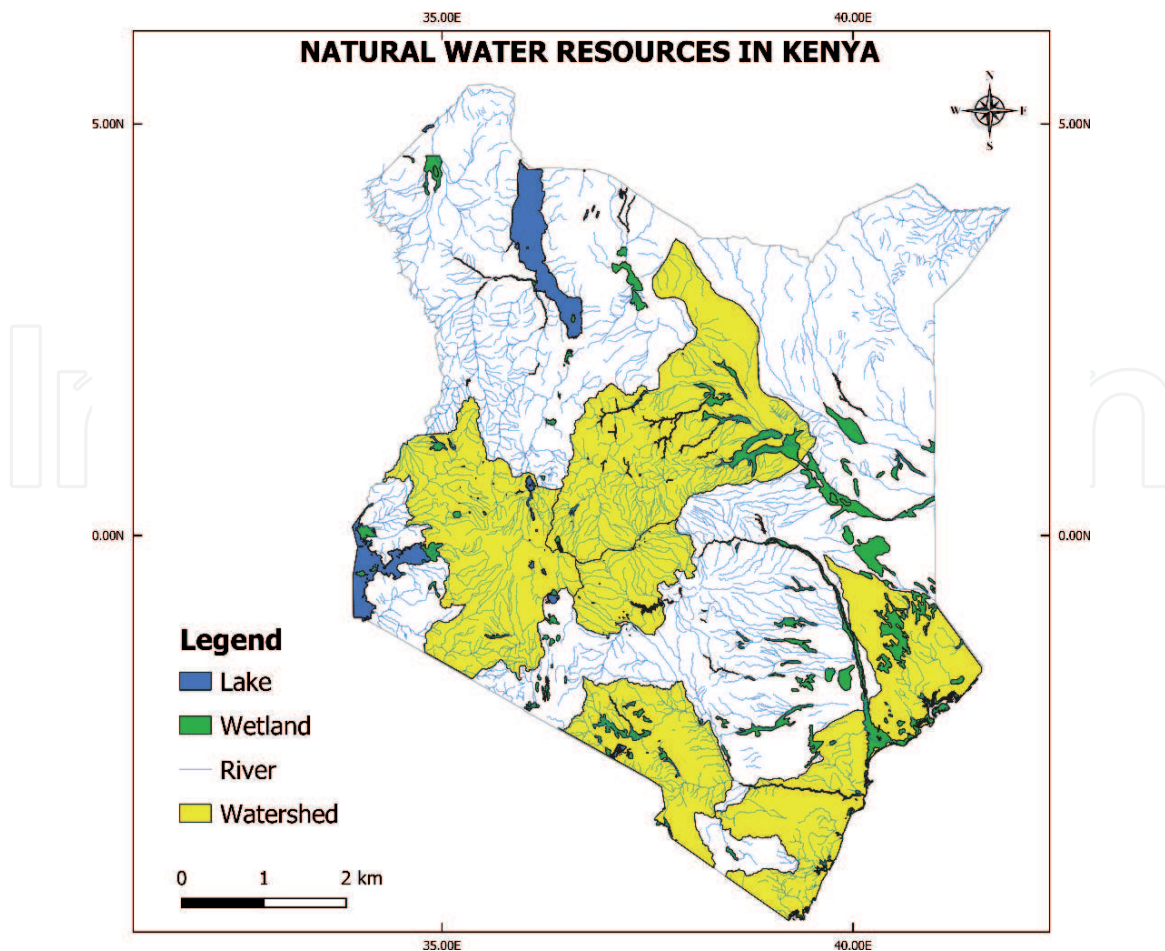 35.00E 40.00E
NATURAL WATER RESOURCES IN KENYA
N
W E
S
5.00N 5.00N
0.00N 0.00N
Legend
Lake
Wetland
River
Watershed
0 1 2 km
35.00E 40.00E